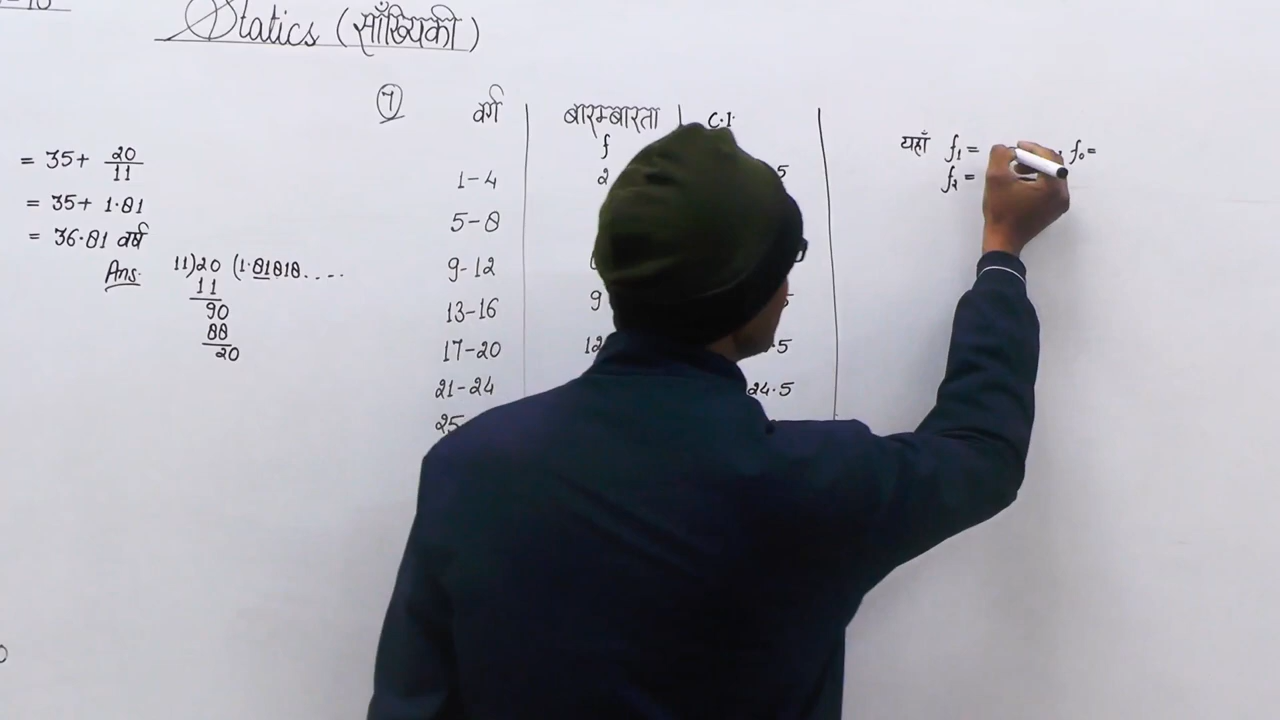 Statics (साँख्यिकी)
= 35+ 20/11
= 35+ 1.81
= 36.81 वर्ष
Ans.
11)20 (1.81818....
11
90
88
20
7
वर्ग बारम्बारता C.I.
f
1-4 2
5-8
9-12
13-16 9
17-20 12
21-24 24.5
25
यहाँ f₁ = , f₀=
f₂ =